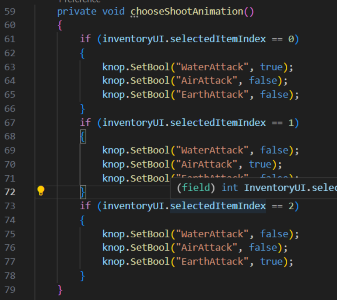 59 private void chooseShootAnimation()
60 {
61 if (inventoryUI.selectedItemIndex == 0)
62 {
63 knop.SetBool("WaterAttack", true);
64 knop.SetBool("AirAttack", false);
65 knop.SetBool("EarthAttack", false);
66 }
67 if (inventoryUI.selectedItemIndex == 1)
68 {
69 knop.SetBool("WaterAttack", false);
70 knop.SetBool("AirAttack", true);
71 knop.SetBool("EarthAttack", false);
(field) int InventoryUI.sele
72 }
73 if (inventoryUI.selectedItemIndex == 2)
74 {
75 knop.SetBool("WaterAttack", false);
76 knop.SetBool("AirAttack", false);
77 knop.SetBool("EarthAttack", true);
78 }
79 }